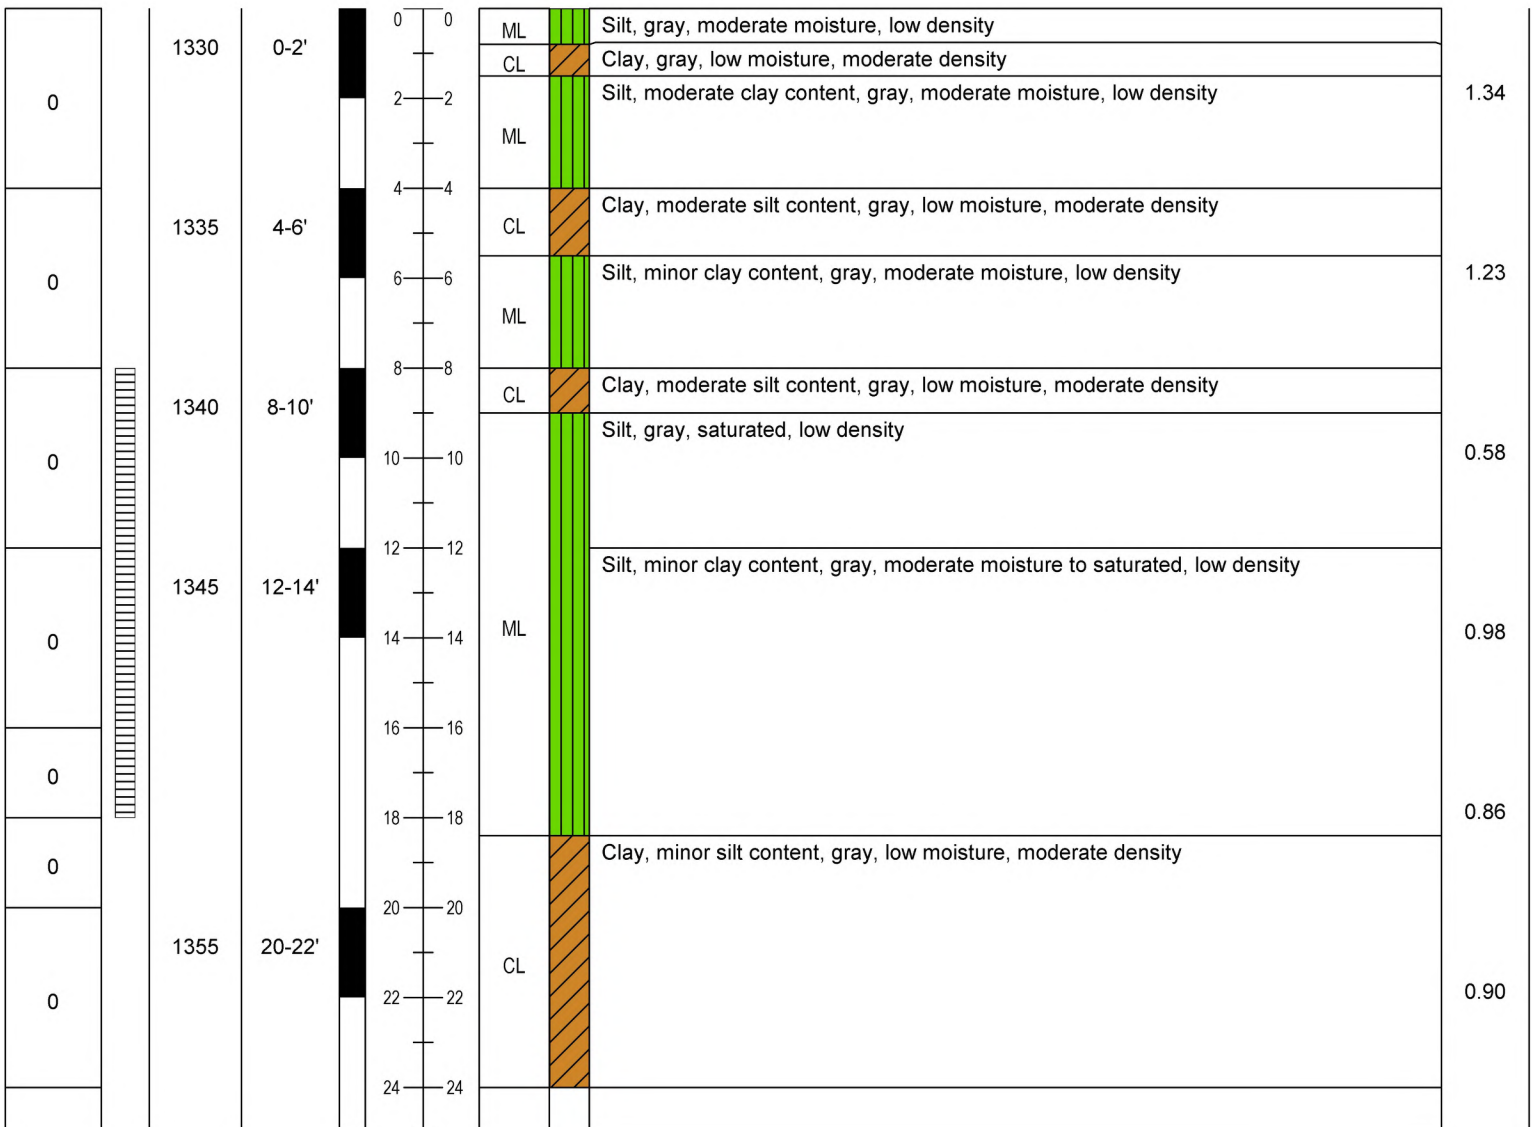 0 0
ML Silt, gray, moderate moisture, low density
1330 0-2'
CL Clay, gray, low moisture, moderate density
0 2 2 Silt, moderate clay content, gray, moderate moisture, low density 1.34
ML
4 4
1335 4-6' CL Clay, moderate silt content, gray, low moisture, moderate density
0 6 6 Silt, minor clay content, gray, moderate moisture, low density 1.23
ML
8 8
1340 8-10' CL Clay, moderate silt content, gray, low moisture, moderate density
Silt, gray, saturated, low density
0 10 10 0.58
12 12
1345 12-14' Silt, minor clay content, gray, moderate moisture to saturated, low density
0 14 14 ML 0.98
16 16
0
18 18 0.86
0 Clay, minor silt content, gray, low moisture, moderate density
20 20
1355 20-22' CL
0 22 22 0.90
24 24